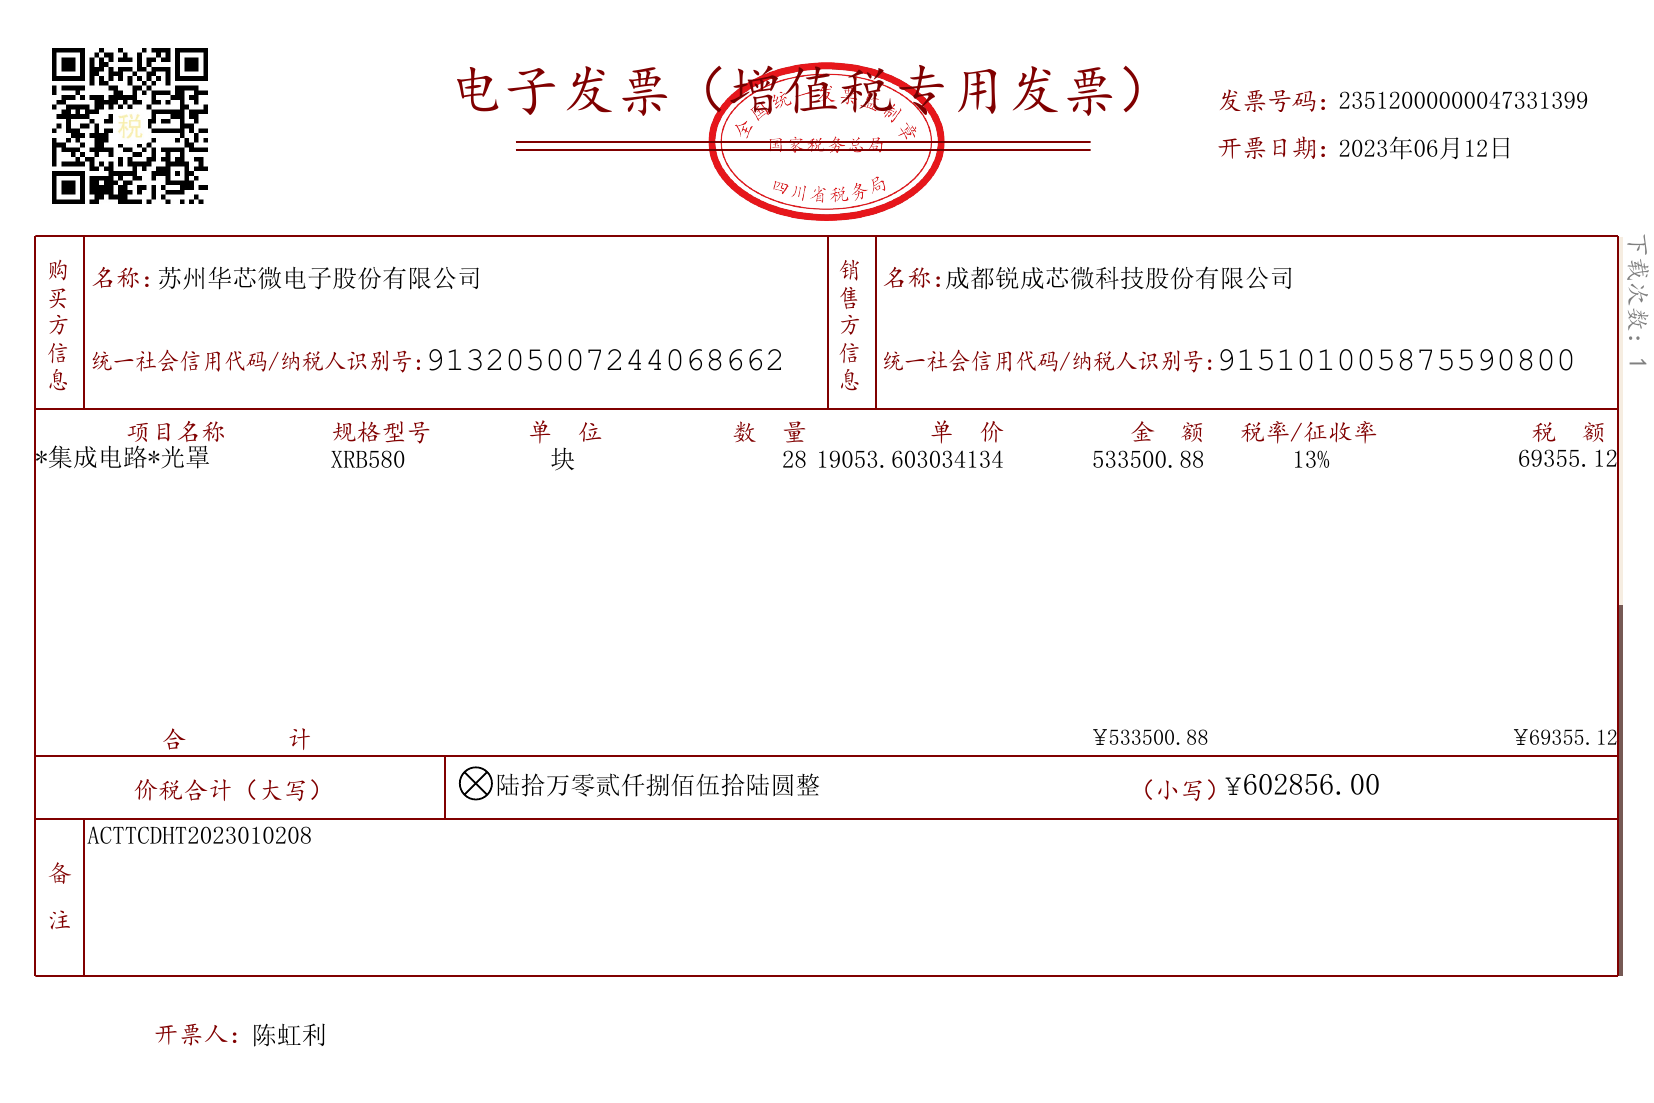 税
电子发票（增值税专用发票）
全国统一发票监制章
国家税务总局
四川省税务局
发票号码：23512000000047331399
开票日期：2023年06月12日
下载次数：1
购买方信息
名称：苏州华芯微电子股份有限公司
统一社会信用代码/纳税人识别号：913205007244068662
销售方信息
名称：成都锐成芯微科技股份有限公司
统一社会信用代码/纳税人识别号：915101005875590800
项目名称 规格型号 单 位 数 量 单 价 金 额 税率/征收率 税 额
*集成电路*光罩 XRB580 块 28 19053.603034134 533500.88 13% 69355.12
合 计 ¥533500.88 ¥69355.12
价税合计（大写） ⊗陆拾万零贰仟捌佰伍拾陆圆整 （小写）¥602856.00
备注
ACTTCDHT2023010208
开票人：陈虹利